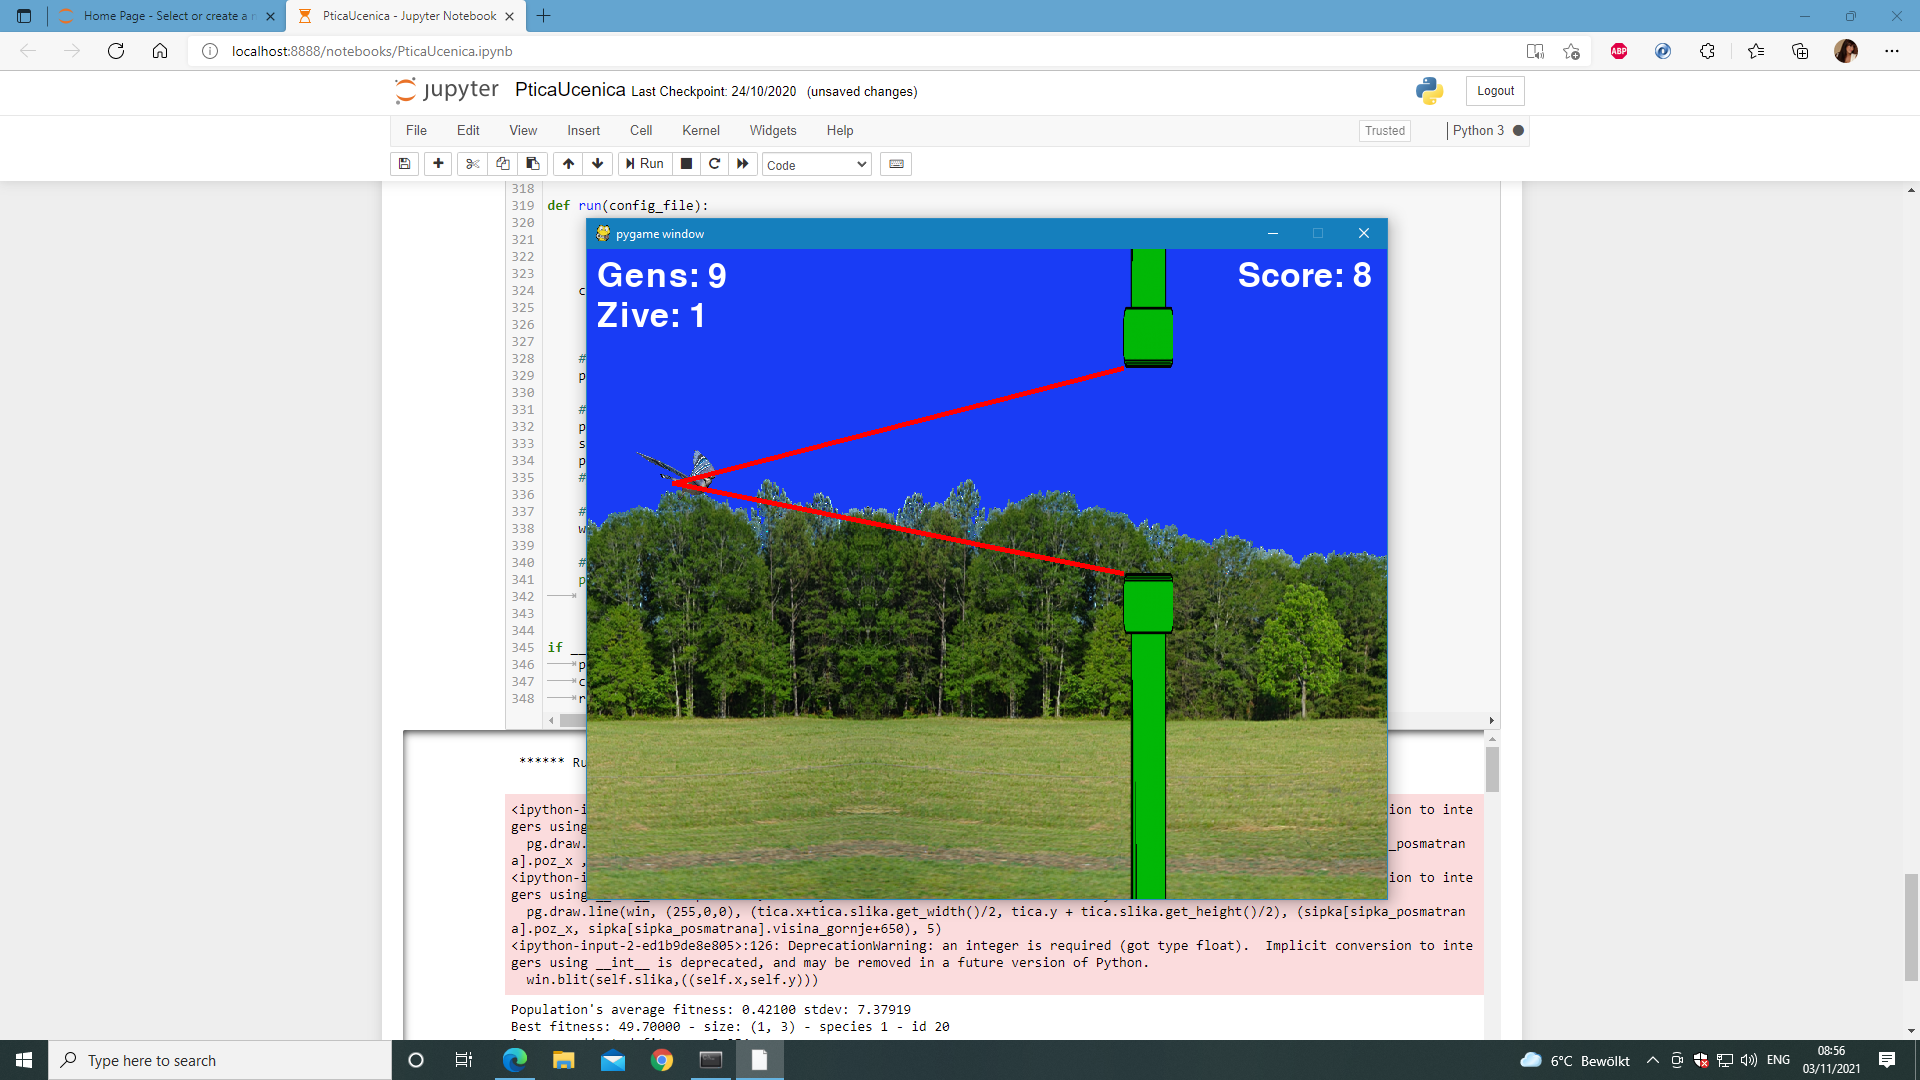 Home Page - Select or create a n
PticaUcenica - Jupyter Notebook
localhost:8888/notebooks/PticaUcenica.ipynb
ABP
jupyter PticaUcenica Last Checkpoint: 24/10/2020 (unsaved changes)
Logout
File Edit View Insert Cell Kernel Widgets Help
Trusted
Python 3
Run
Code
318
319 def run(config_file):
320
321
322
323
324 c
325
326
327
328 #
329 p
330
331 #
332 p
333 s
334 p
335 #
336
337 #
338 w
339
340 #
341 p
342
343
344
345 if __
346 p
347 c
348 r
pygame window
Gens: 9
Score: 8
Zive: 1
****** Ru
<ipython-i
ion to inte
gers using
pg.draw.
_posmatran
a].poz_x ,
<ipython-i
ion to inte
gers using
pg.draw.line(win, (255,0,0), (tica.x+tica.slika.get_width()/2, tica.y + tica.slika.get_height()/2), (sipka[sipka_posmatran
a].poz_x, sipka[sipka_posmatrana].visina_gornje+650), 5)
<ipython-input-2-ed1b9de8e805>:126: DeprecationWarning: an integer is required (got type float).  Implicit conversion to inte
gers using __int__ is deprecated, and may be removed in a future version of Python.
win.blit(self.slika,((self.x,self.y)))
Population's average fitness: 0.42100 stdev: 7.37919
Best fitness: 49.70000 - size: (1, 3) - species 1 - id 20
Type here to search
6°C Bewölkt
ENG
08:56
03/11/2021